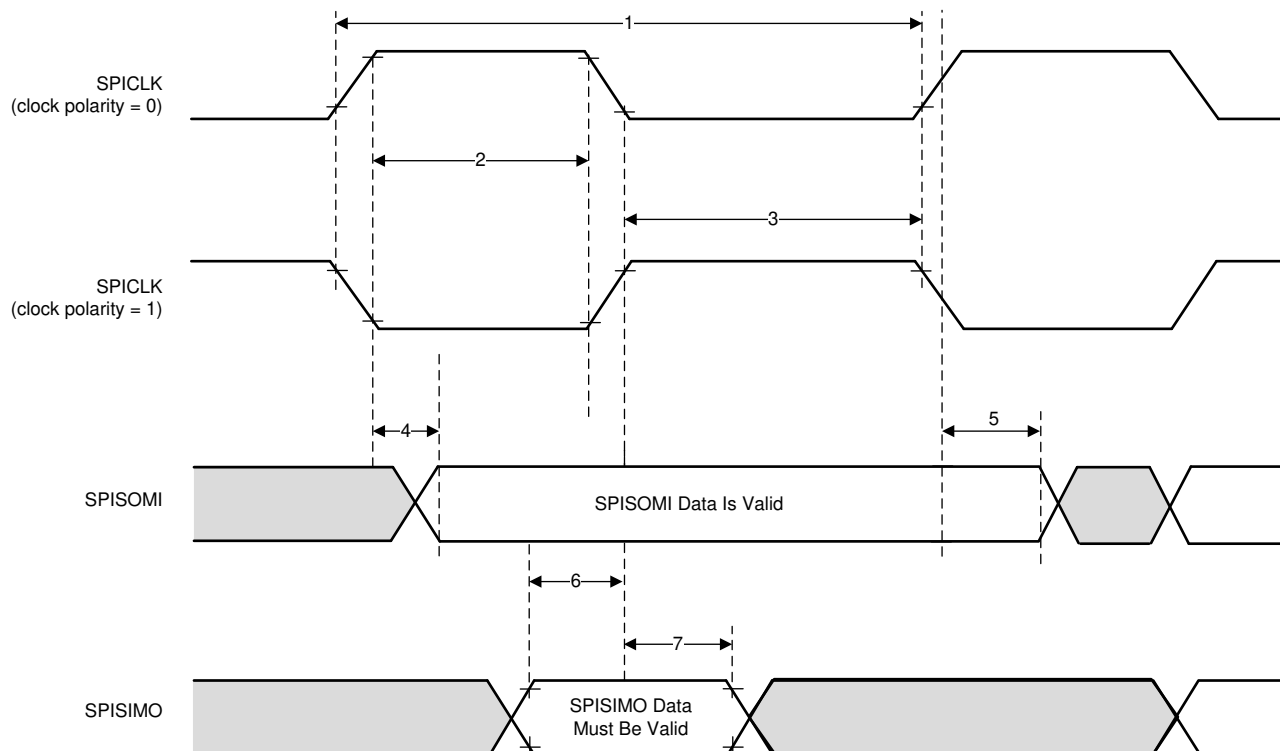 1
SPICLK
(clock polarity = 0)
2
3
SPICLK
(clock polarity = 1)
4
5
SPISOMI
SPISOMI Data Is Valid
6
7
SPISIMO
SPISIMO Data
Must Be Valid